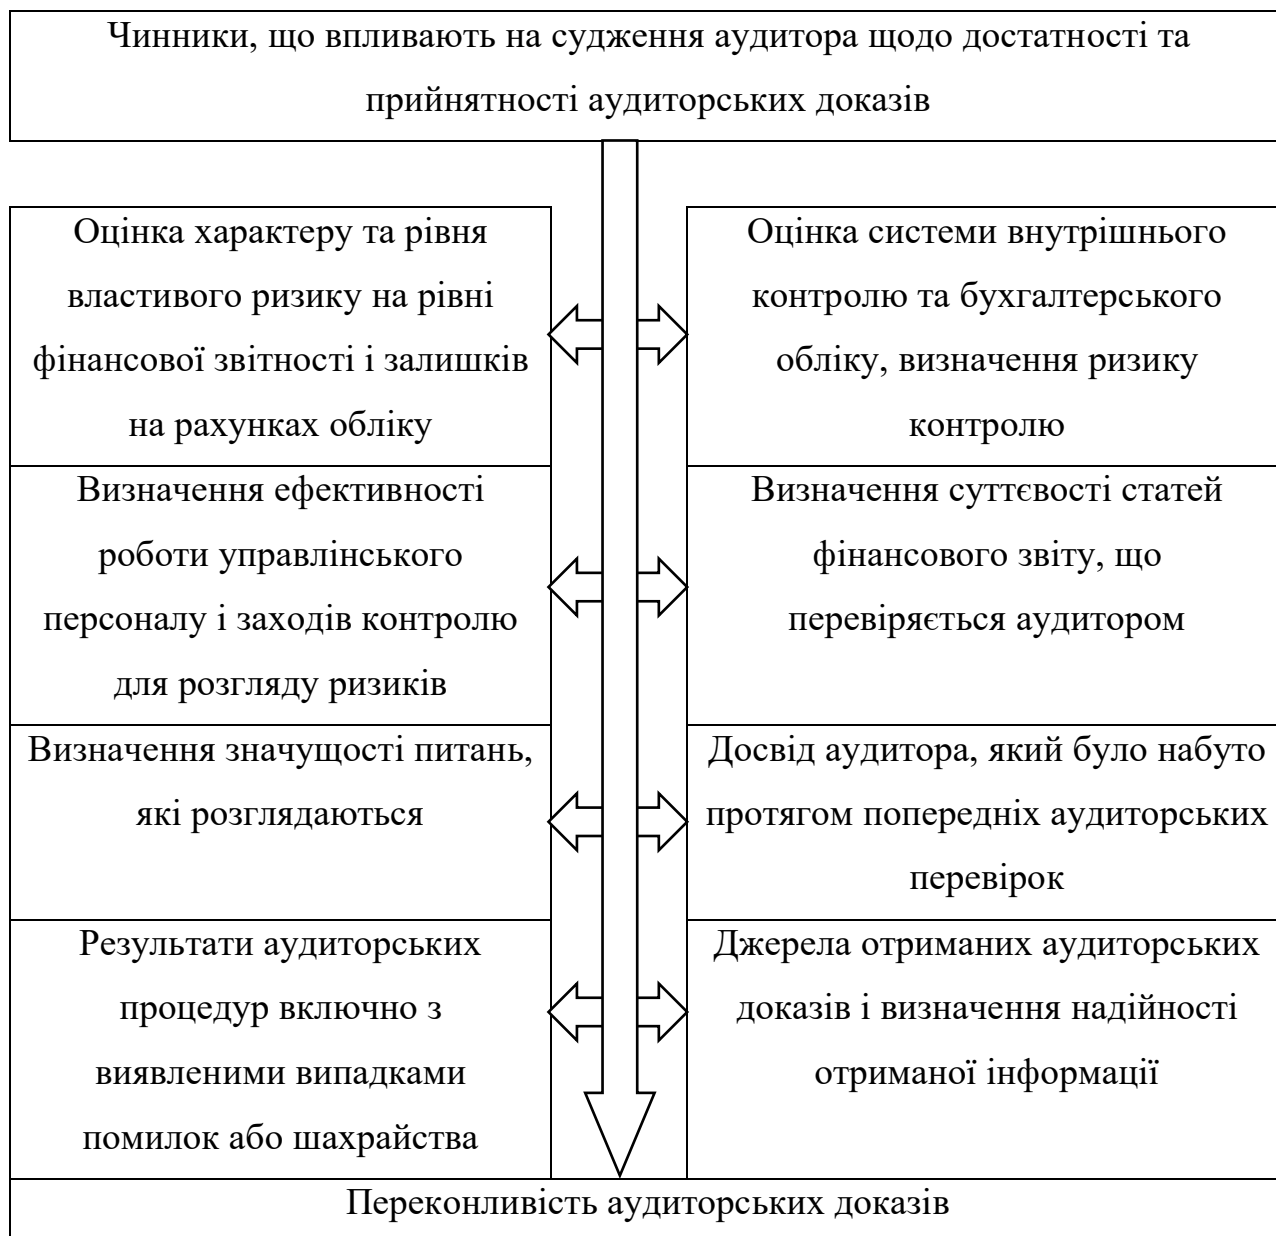 Чинники, що впливають на судження аудитора щодо достатності та
прийнятності аудиторських доказів
Оцінка характеру та рівня
властивого ризику на рівні
фінансової звітності і залишків
на рахунках обліку
Оцінка системи внутрішнього
контролю та бухгалтерського
обліку, визначення ризику
контролю
Визначення ефективності
роботи управлінського
персоналу і заходів контролю
для розгляду ризиків
Визначення суттєвості статей
фінансового звіту, що
перевіряється аудитором
Визначення значущості питань,
які розглядаються
Досвід аудитора, який було набуто
протягом попередніх аудиторських
перевірок
Результати аудиторських
процедур включно з
виявленими випадками
помилок або шахрайства
Джерела отриманих аудиторських
доказів і визначення надійності
отриманої інформації
Переконливість аудиторських доказів